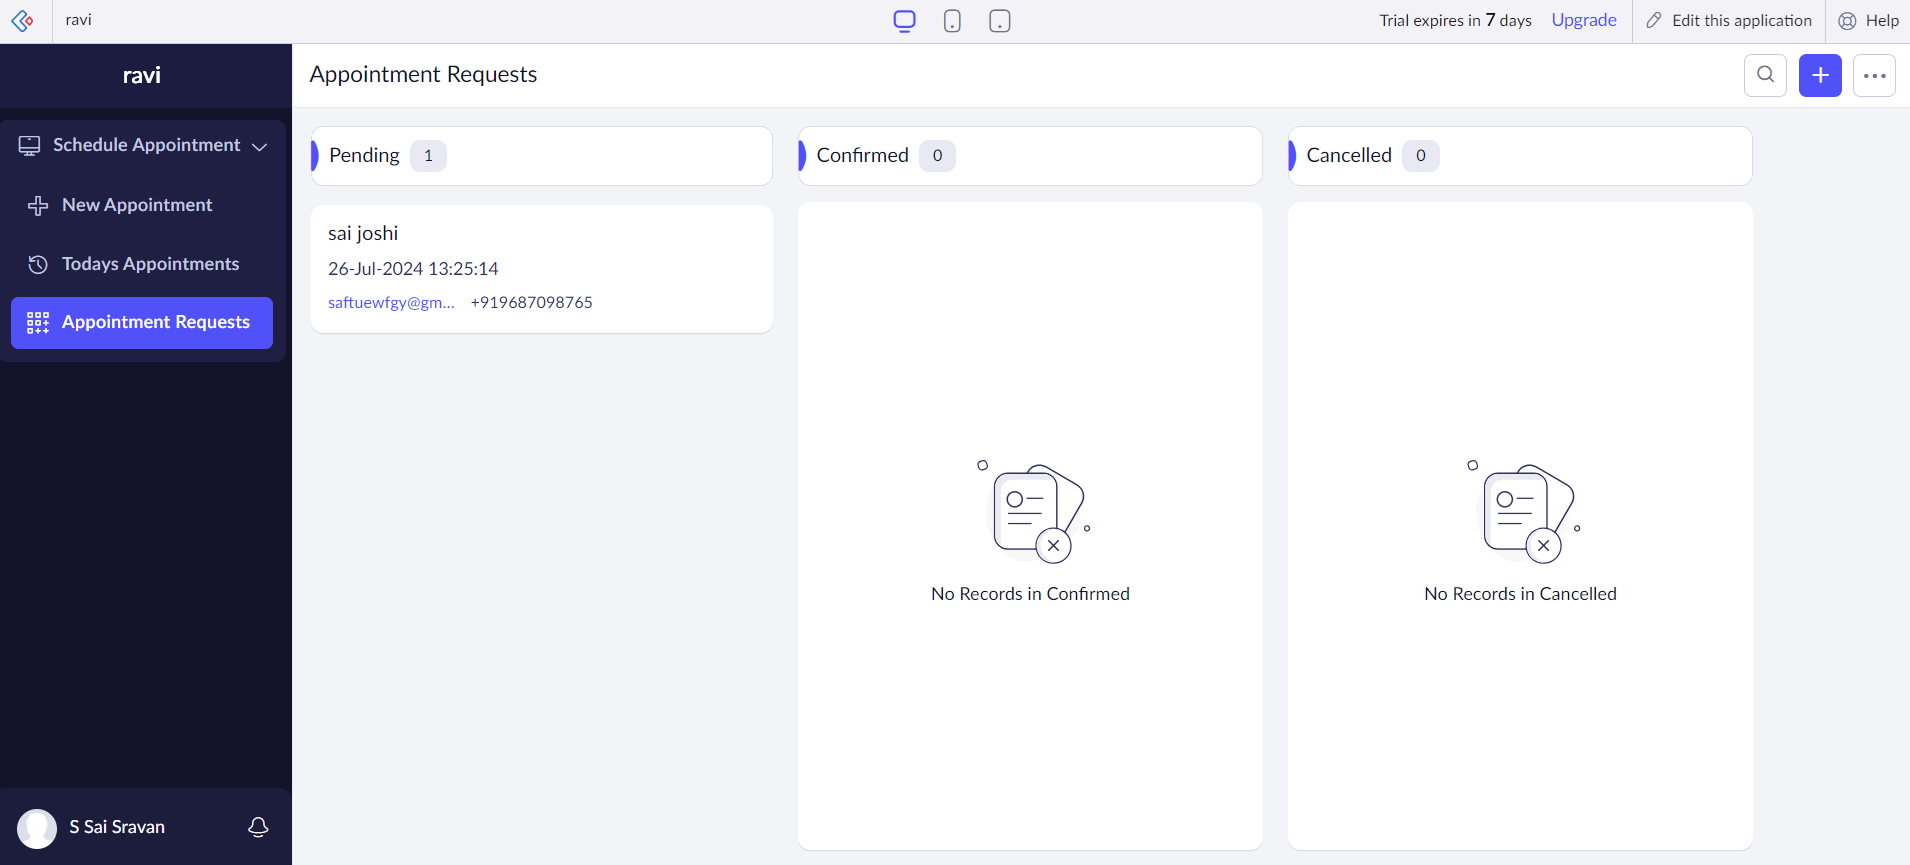 ravi
Trial expires in 7 days Upgrade Edit this application Help
ravi
Schedule Appointment
New Appointment
Todays Appointments
Appointment Requests
S Sai Sravan
Appointment Requests
Pending 1
sai joshi
26-Jul-2024 13:25:14
saftuewfgy@gm... +919687098765
Confirmed 0
No Records in Confirmed
Cancelled 0
No Records in Cancelled